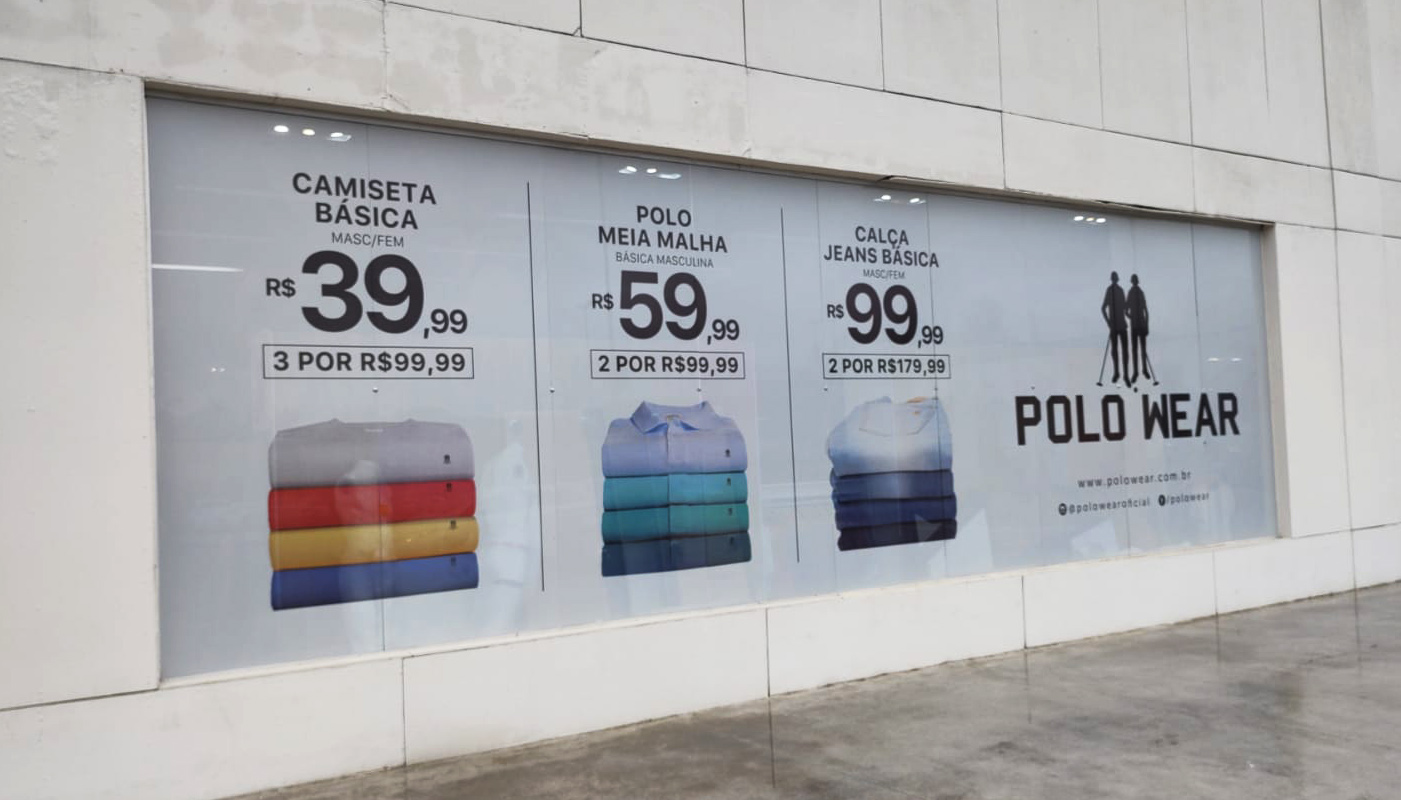 CAMISETA
BÁSICA
MASC/FEM
R$39,99
3 POR R$99,99
POLO
MEIA MALHA
BÁSICA MASCULINA
R$59,99
2 POR R$99,99
CALÇA
JEANS BÁSICA
MASC/FEM
R$99,99
2 POR R$179,99
POLO WEAR
www.polowear.com.br
@polowearoficial /polowear